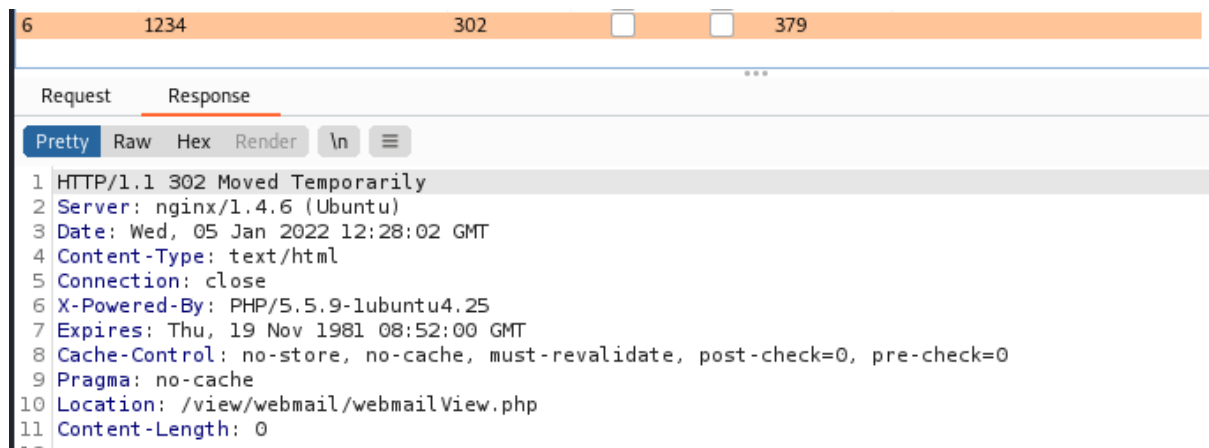 6 1234 302 379
Request Response
Pretty Raw Hex Render \n
1 HTTP/1.1 302 Moved Temporarily
2 Server: nginx/1.4.6 (Ubuntu)
3 Date: Wed, 05 Jan 2022 12:28:02 GMT
4 Content-Type: text/html
5 Connection: close
6 X-Powered-By: PHP/5.5.9-1ubuntu4.25
7 Expires: Thu, 19 Nov 1981 08:52:00 GMT
8 Cache-Control: no-store, no-cache, must-revalidate, post-check=0, pre-check=0
9 Pragma: no-cache
10 Location: /view/webmail/webmailView.php
11 Content-Length: 0